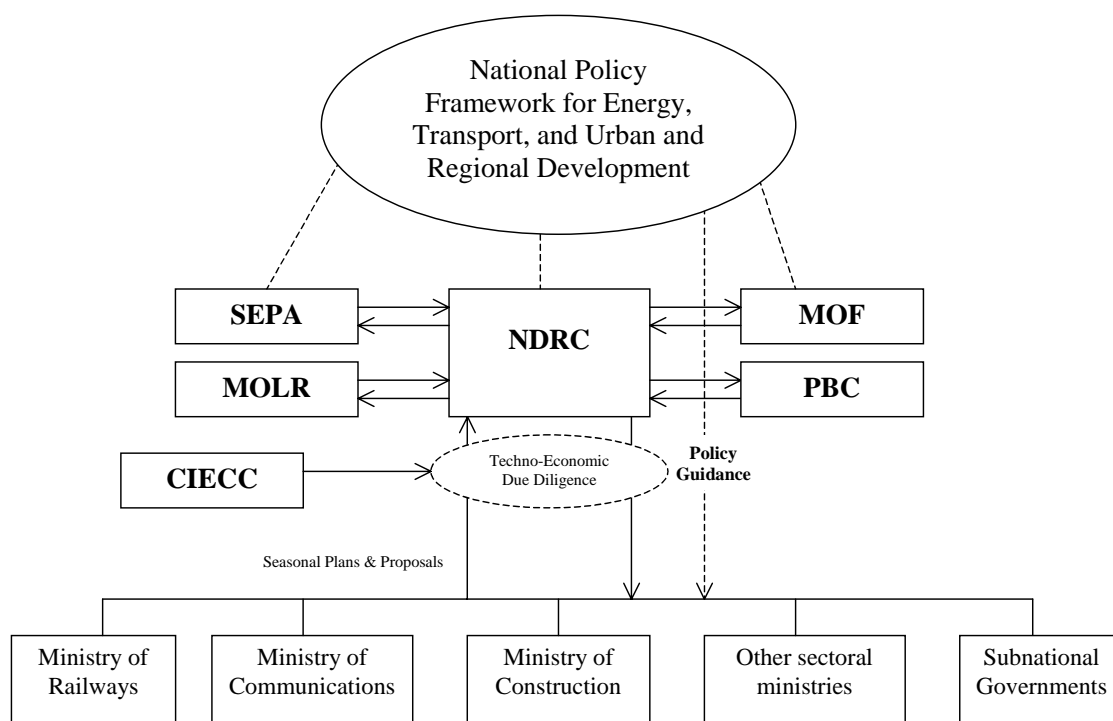 National Policy
Framework for Energy,
Transport, and Urban and
Regional Development
SEPA
NDRC
MOF
MOLR
PBC
CIECC
Techno-Economic
Due Diligence
Policy
Guidance
Seasonal Plans & Proposals
Ministry of
Railways
Ministry of
Communications
Ministry of
Construction
Other sectoral
ministries
Subnational
Governments